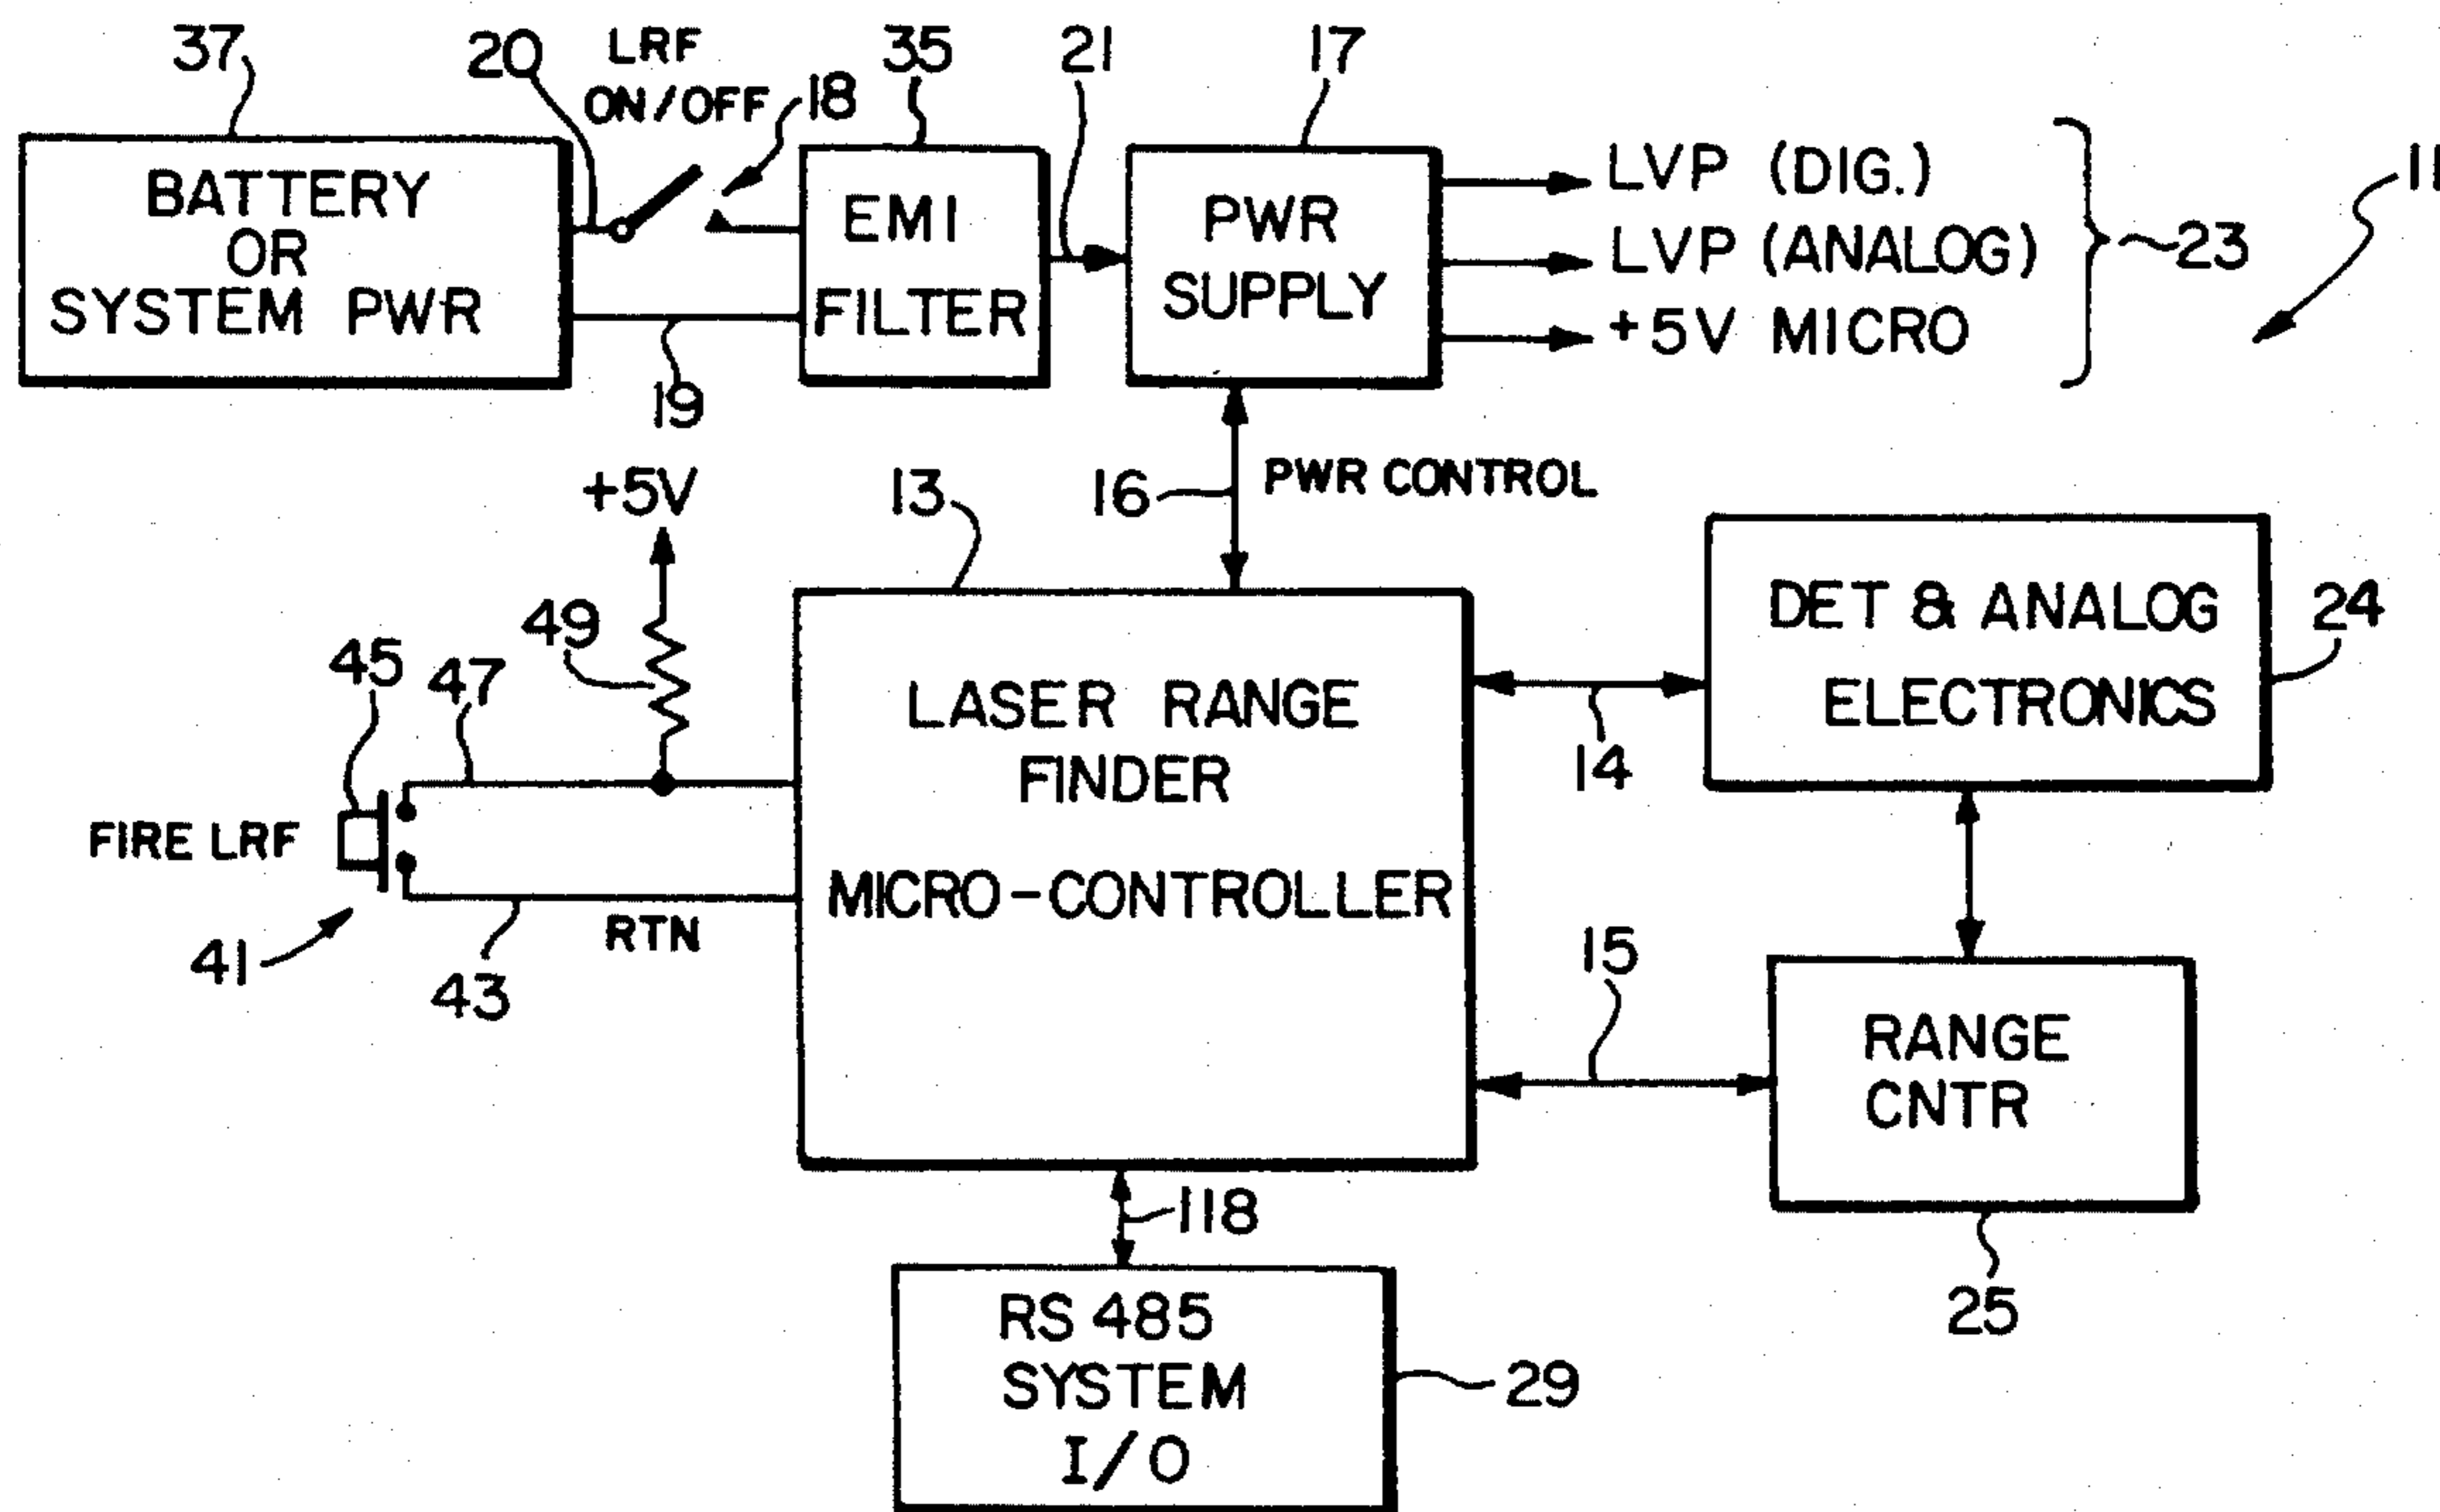 37
20
LRF
ON/OFF
18
35
21
17
BATTERY
OR
SYSTEM PWR
EMI
FILTER
PWR
SUPPLY
LVP (DIG.)
LVP (ANALOG)
+5V MICRO
23
11
19
+5V
13
16
PWR CONTROL
49
45
47
LASER RANGE
FINDER
MICRO-CONTROLLER
14
DET & ANALOG
ELECTRONICS
24
FIRE LRF
41
43
RTN
15
RANGE
CNTR
25
118
RS 485
SYSTEM
I/O
29